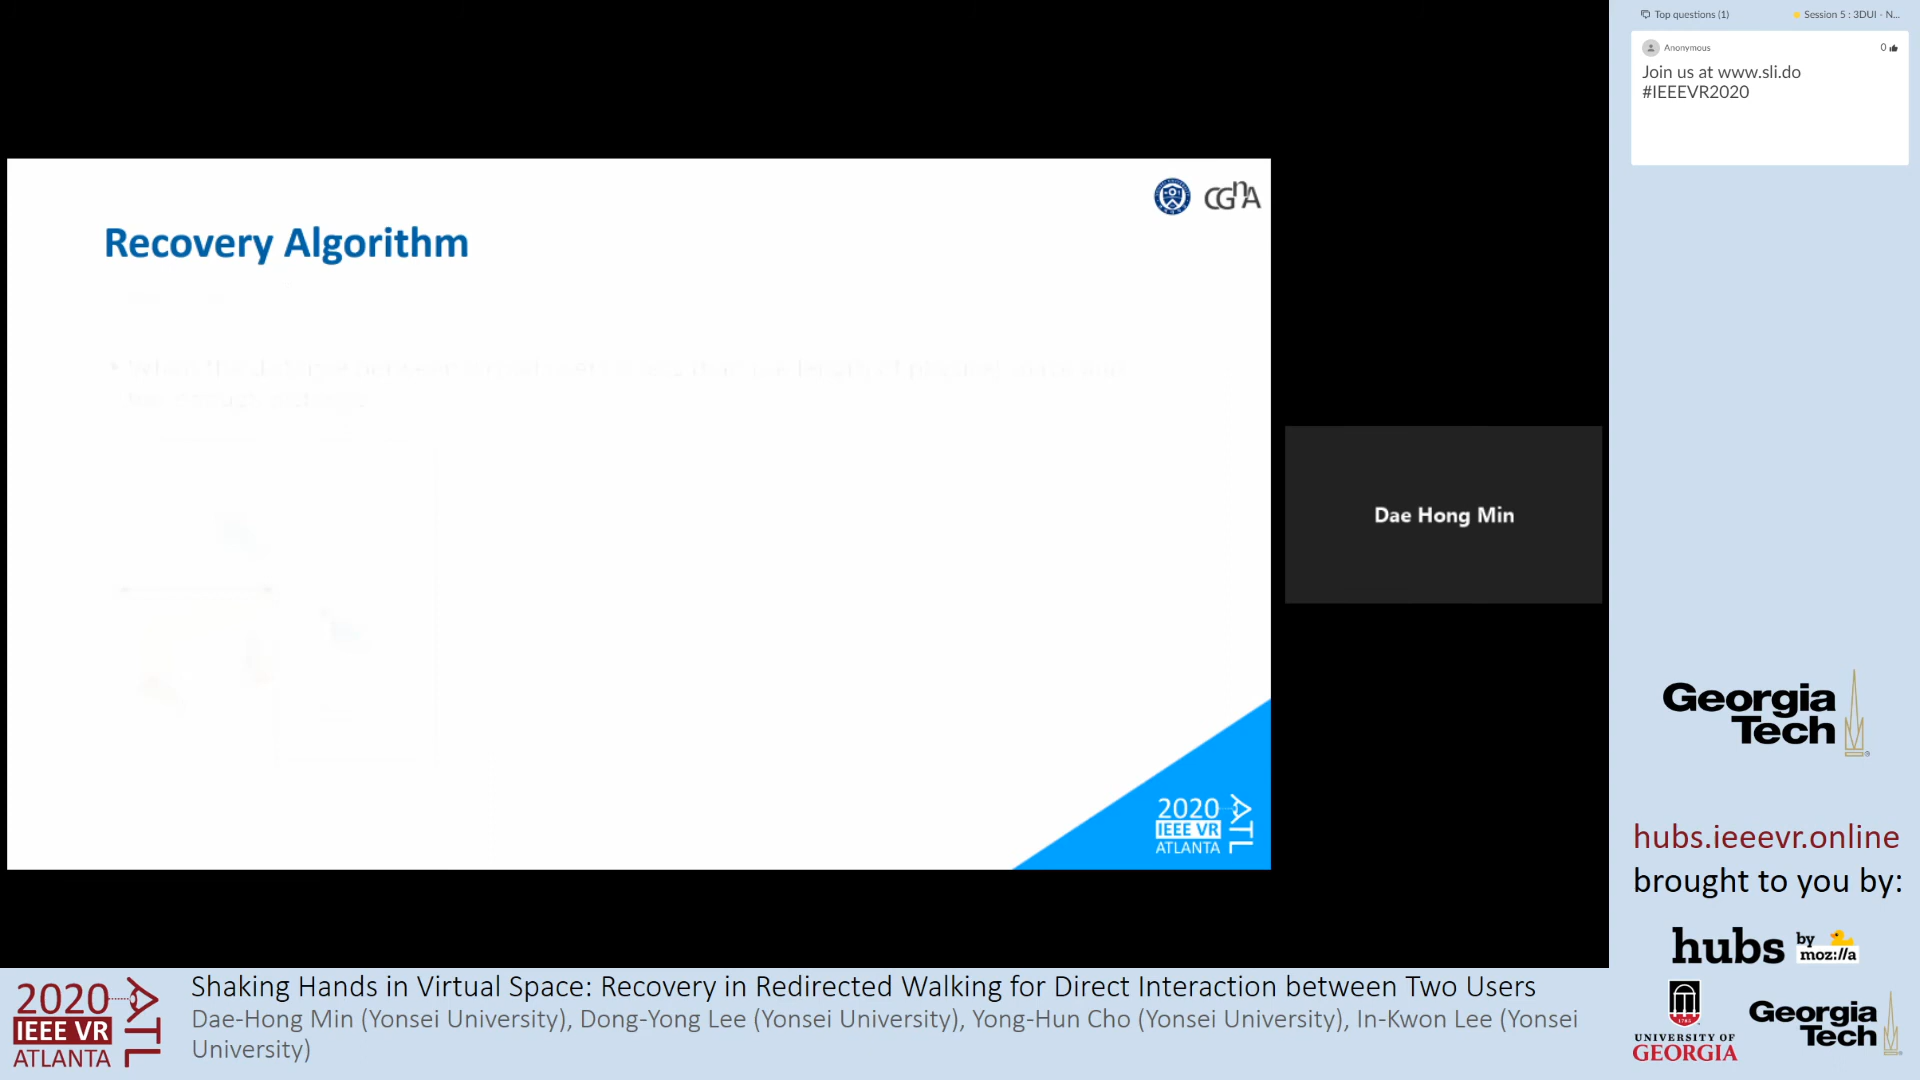 Top questions (1)
Session 5 : 3DUI - N...
Anonymous
0
Join us at www.sli.do
#IEEEVR2020
CGnA
Recovery Algorithm
Dae Hong Min
2020
IEEE VR
ATLANTA
ATL
Georgia
Tech
hubs.ieeevr.online
brought to you by:
hubs by
moz://a
UNIVERSITY OF
GEORGIA
Georgia
Tech
2020
IEEE VR
ATLANTA
ATL
Shaking Hands in Virtual Space: Recovery in Redirected Walking for Direct Interaction between Two Users
Dae-Hong Min (Yonsei University), Dong-Yong Lee (Yonsei University), Yong-Hun Cho (Yonsei University), In-Kwon Lee (Yonsei
University)